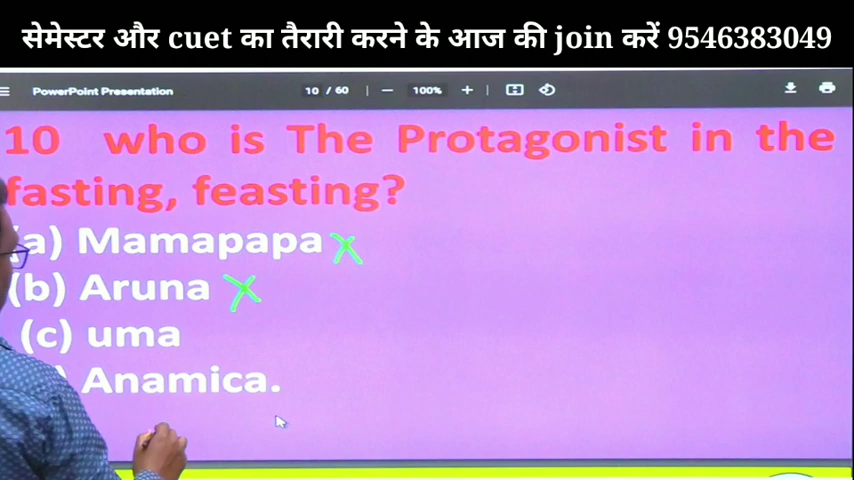 सेमेस्टर और cuet का तैरारी करने के आज की join करें 9546383049
PowerPoint Presentation 10 / 60 100%
10 who is The Protagonist in the
fasting, feasting?
(a) Mamapapa
(b) Aruna
(c) uma
) Anamica.